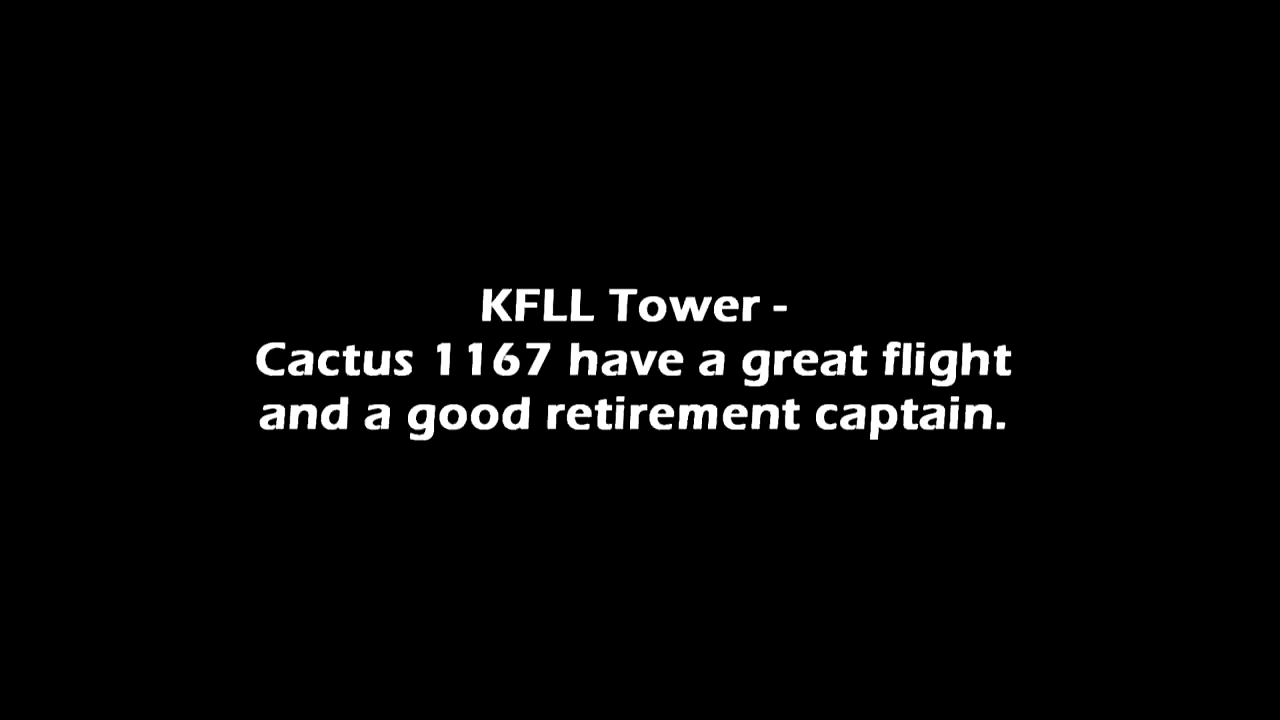 KFLL Tower -
Cactus 1167 have a great flight
and a good retirement captain.